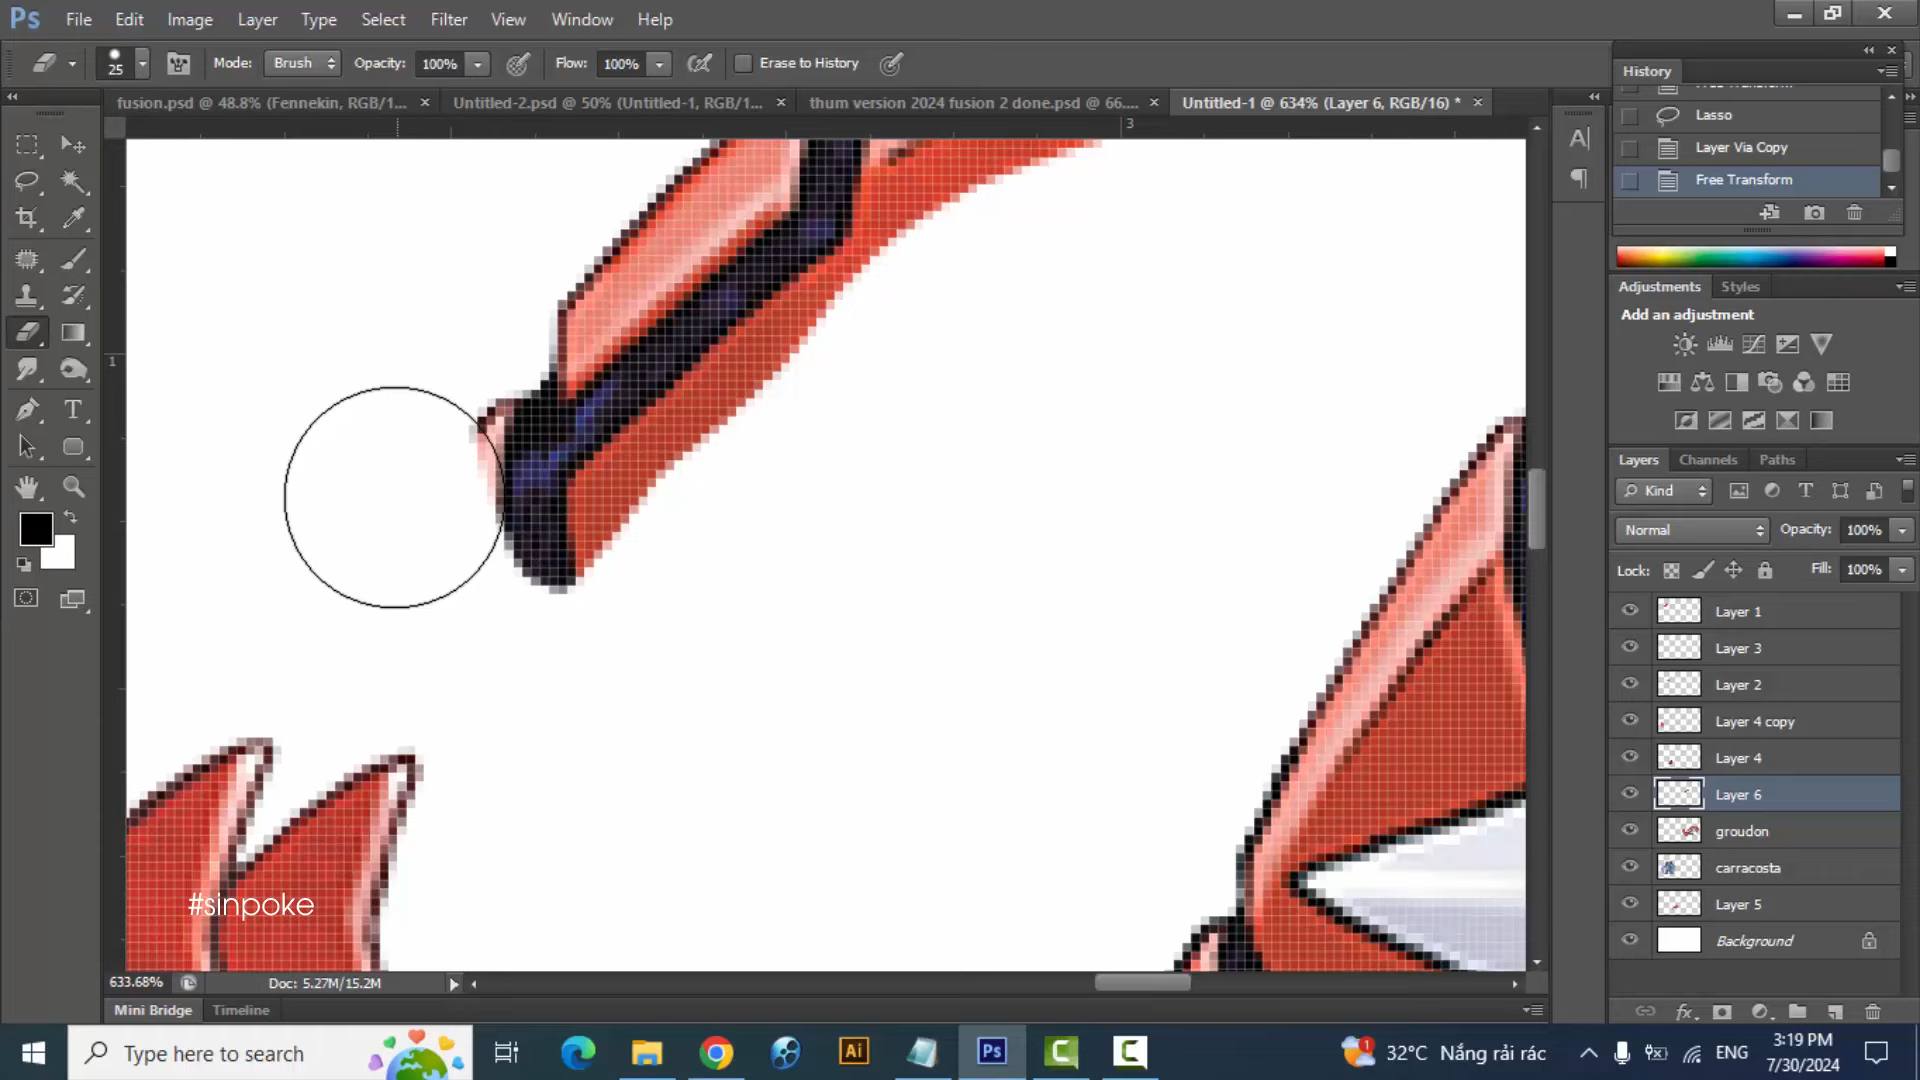 Ps File Edit Image Layer Type Select Filter View Window Help
25 Mode: Brush Opacity: 100% Flow: 100% Erase to History
fusion.psd @ 48.8% (Fennekin, RGB/1... Untitled-2.psd @ 50% (Untitled-1, RGB/1... thum version 2024 fusion 2 done.psd @ 66.... Untitled-1 @ 634% (Layer 6, RGB/16) *
3
1
History
Lasso
Layer Via Copy
Free Transform
Adjustments Styles
Add an adjustment
Layers Channels Paths
Kind
Normal Opacity: 100%
Lock: Fill: 100%
Layer 1
Layer 3
Layer 2
Layer 4 copy
Layer 4
Layer 6
groudon
carracosta
Layer 5
Background
#sinpoke
633.68% Doc: 5.27M/15.2M
Mini Bridge Timeline
Type here to search
Ai Ps
1 32°C Nắng rải rác
ENG
3:19 PM
7/30/2024